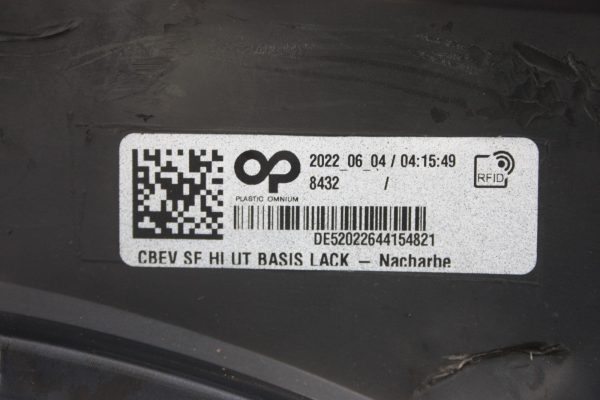 OP
PLASTIC OMNIUM
2022_06_04 / 04:15:49
8432 /
RFID
DE52022644154821
CBEV SF HI UT BASIS LACK – Nacharbe